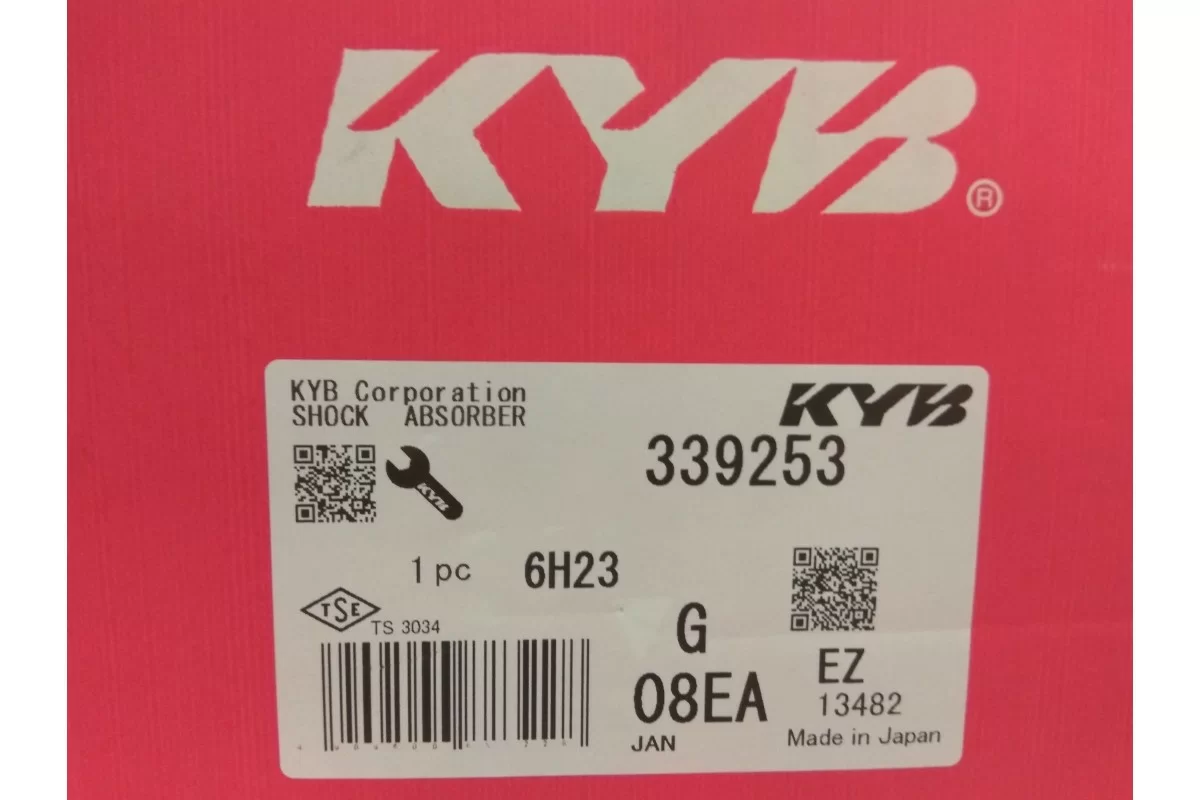 KYB®
KYB Corporation
SHOCK ABSORBER
KYB
339253
KYB
1 pc
6H23
TSE
TS 3034
G
08EA
JAN
EZ
13482
Made in Japan